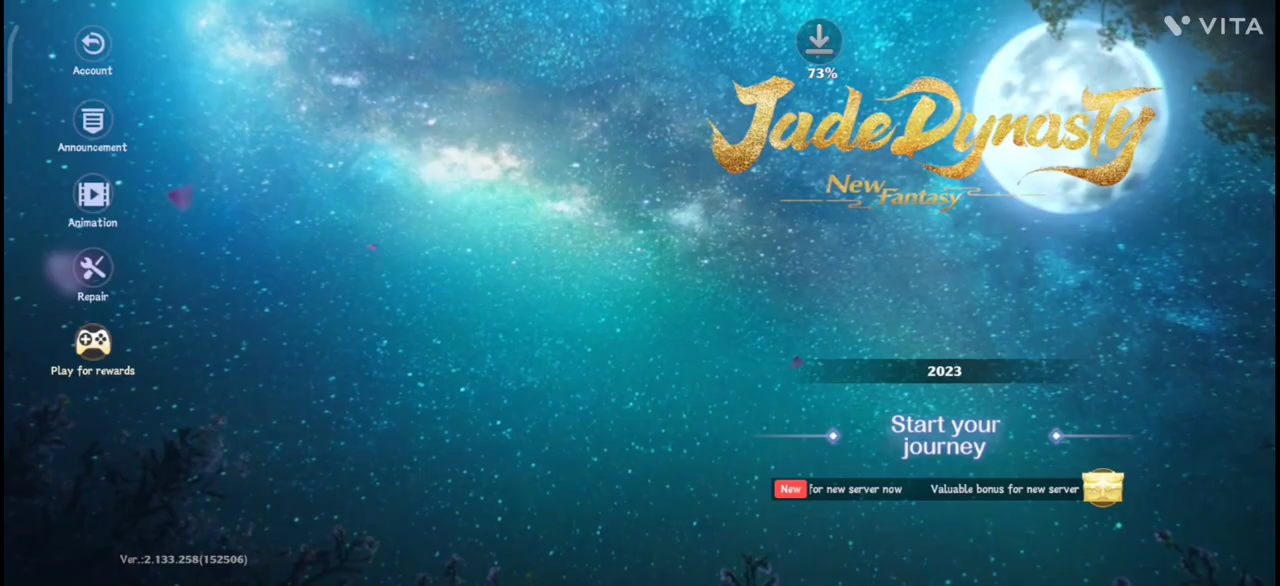 VITA
Account
73%
Announcement
Jade Dynasty
New Fantasy
Animation
Repair
Play for rewards
2023
Start your
journey
New for new server now Valuable bonus for new server
Ver.:2.133.258(152506)